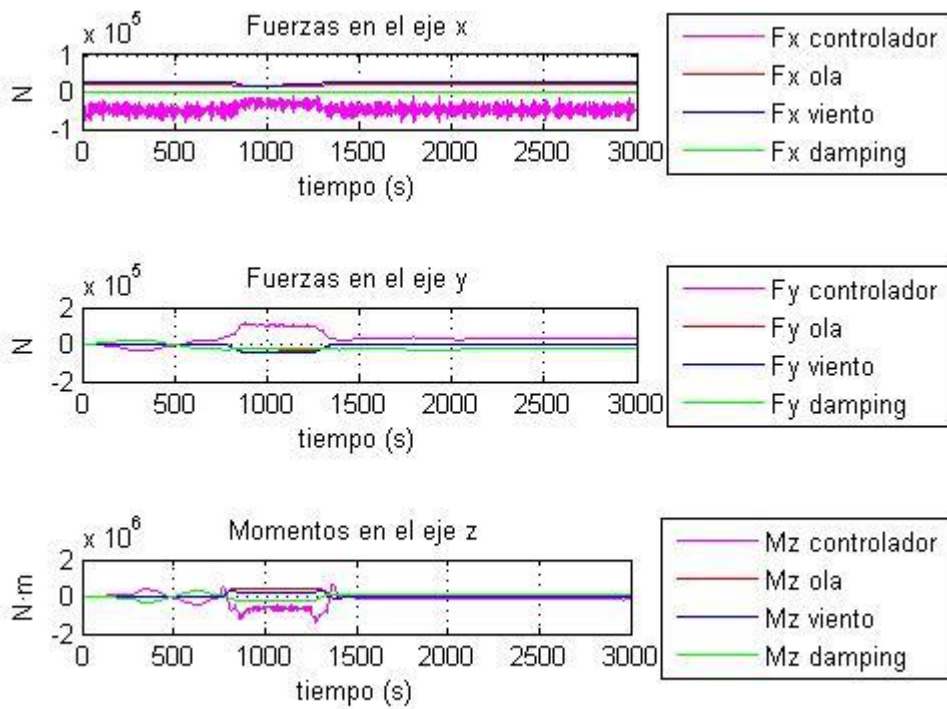 x 10^5
Fuerzas en el eje x
1
0
-1
N
0 500 1000 1500 2000 2500 3000
tiempo (s)
Fx controlador
Fx ola
Fx viento
Fx damping
x 10^5
Fuerzas en el eje y
2
0
-2
N
0 500 1000 1500 2000 2500 3000
tiempo (s)
Fy controlador
Fy ola
Fy viento
Fy damping
x 10^6
Momentos en el eje z
2
0
-2
N·m
0 500 1000 1500 2000 2500 3000
tiempo (s)
Mz controlador
Mz ola
Mz viento
Mz damping